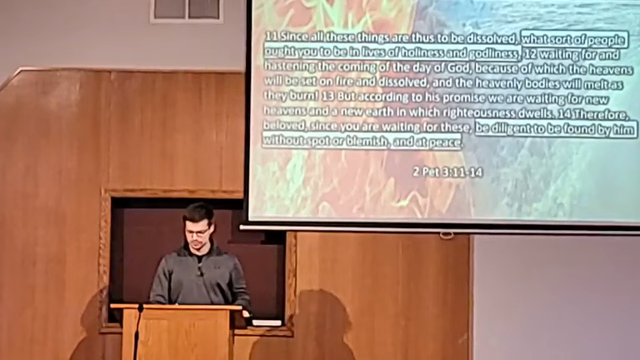 11 Since all these things are thus to be dissolved, what sort of people
ought you to be in lives of holiness and godliness, 12 waiting for and
hastening the coming of the day of God, because of which the heavens
will be set on fire and dissolved, and the heavenly bodies will melt as
they burn! 13 But according to his promise we are waiting for new
heavens and a new earth in which righteousness dwells. 14 Therefore,
beloved, since you are waiting for these, be diligent to be found by him
without spot or blemish, and at peace.
2 Pet 3:11-14